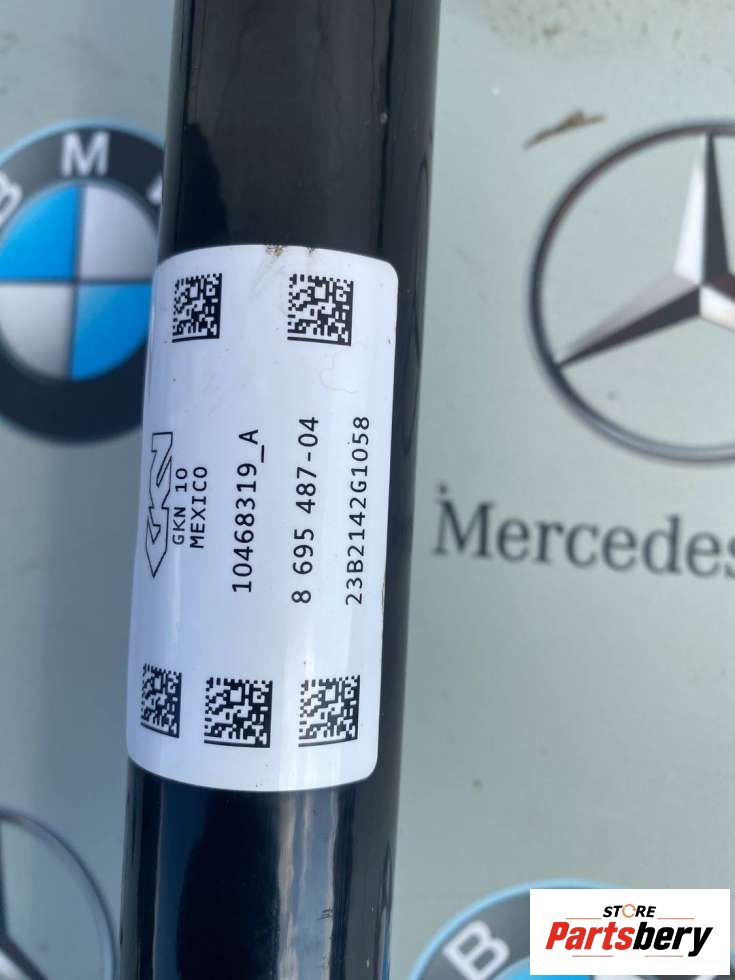 BMW
GKN 10
MEXICO
10468319_A
8 695 487-04
23B2142G1058
Mercedes
B
STORE
Partsbery